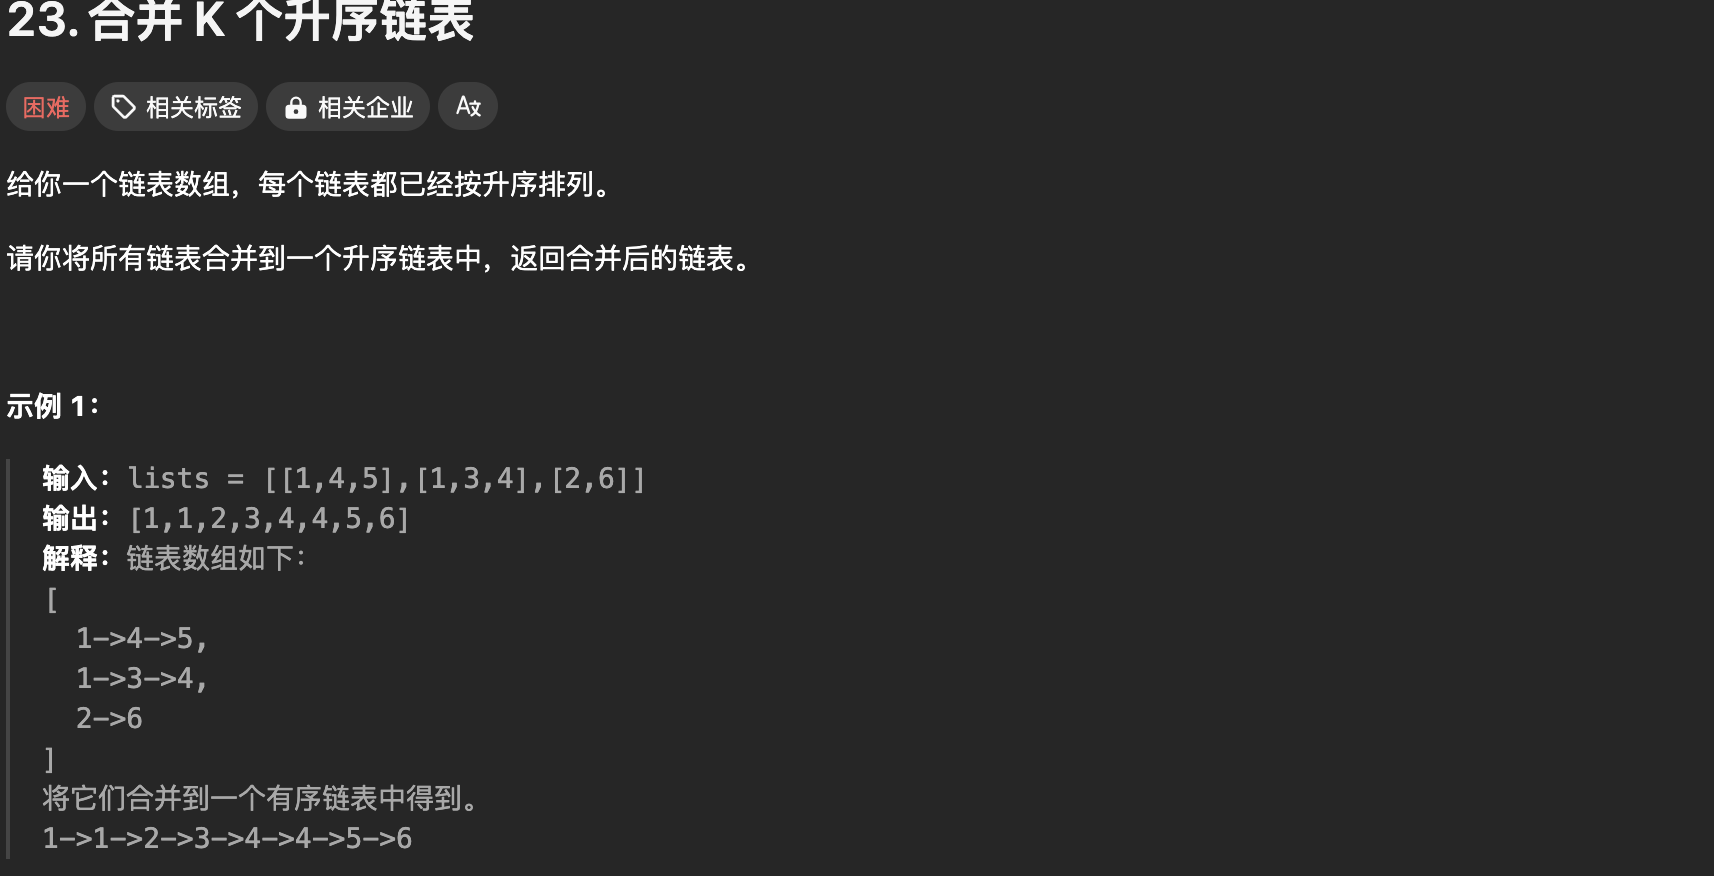 23. 合并 K 个升序链表
困难 相关标签 相关企业 A文
给你一个链表数组，每个链表都已经按升序排列。
请你将所有链表合并到一个升序链表中，返回合并后的链表。
示例 1：
输入：lists = [[1,4,5],[1,3,4],[2,6]]
输出：[1,1,2,3,4,4,5,6]
解释：链表数组如下：
[
  1->4->5,
  1->3->4,
  2->6
]
将它们合并到一个有序链表中得到。
1->1->2->3->4->4->5->6